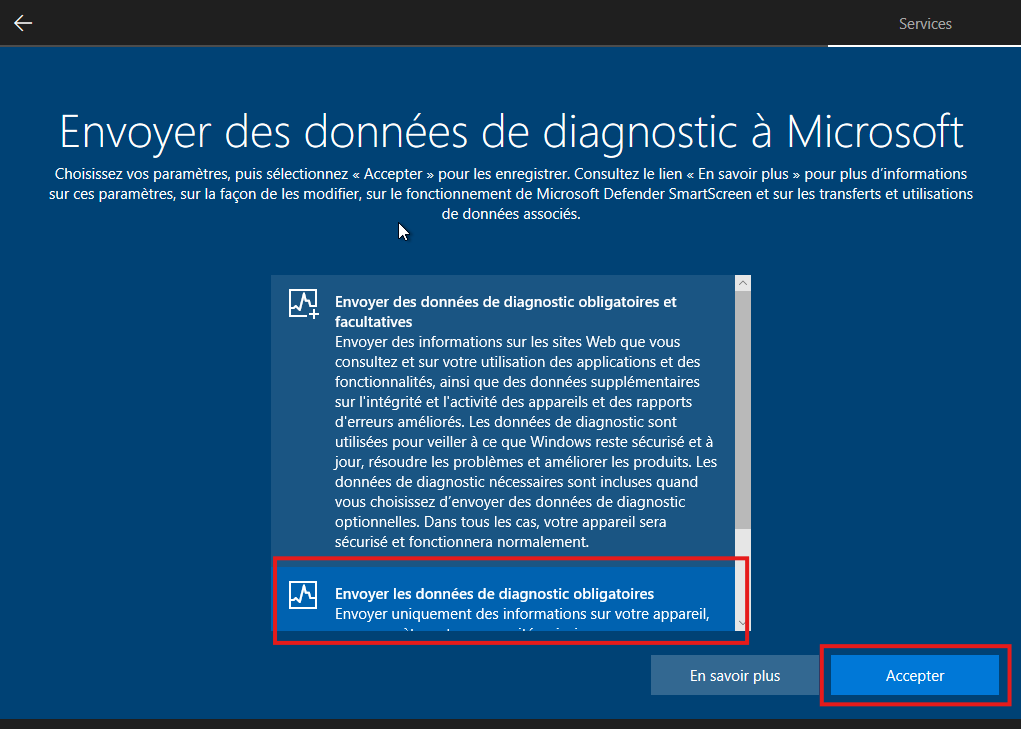 Services
Envoyer des données de diagnostic à Microsoft
Choisissez vos paramètres, puis sélectionnez « Accepter » pour les enregistrer. Consultez le lien « En savoir plus » pour plus d'informations
sur ces paramètres, sur la façon de les modifier, sur le fonctionnement de Microsoft Defender SmartScreen et sur les transferts et utilisations
de données associés.
Envoyer des données de diagnostic obligatoires et
facultatives
Envoyer des informations sur les sites Web que vous
consultez et sur votre utilisation des applications et des
fonctionnalités, ainsi que des données supplémentaires
sur l'intégrité et l'activité des appareils et des rapports
d'erreurs améliorés. Les données de diagnostic sont
utilisées pour veiller à ce que Windows reste sécurisé et à
jour, résoudre les problèmes et améliorer les produits. Les
données de diagnostic nécessaires sont incluses quand
vous choisissez d'envoyer des données de diagnostic
optionnelles. Dans tous les cas, votre appareil sera
sécurisé et fonctionnera normalement.
Envoyer les données de diagnostic obligatoires
Envoyer uniquement des informations sur votre appareil,
En savoir plus
Accepter